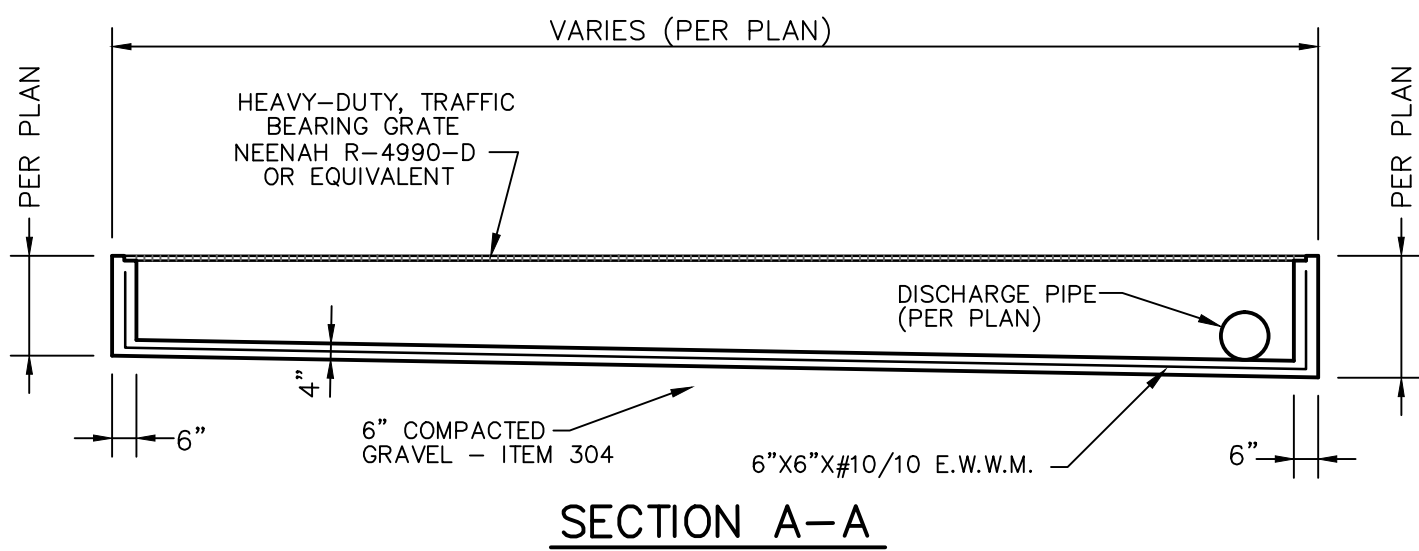 VARIES (PER PLAN)
PER PLAN
HEAVY-DUTY, TRAFFIC
BEARING GRATE
NEENAH R-4990-D
OR EQUIVALENT
PER PLAN
DISCHARGE PIPE
(PER PLAN)
4"
6"
6" COMPACTED
GRAVEL - ITEM 304
6"X6"X#10/10 E.W.W.M.
6"
SECTION A-A